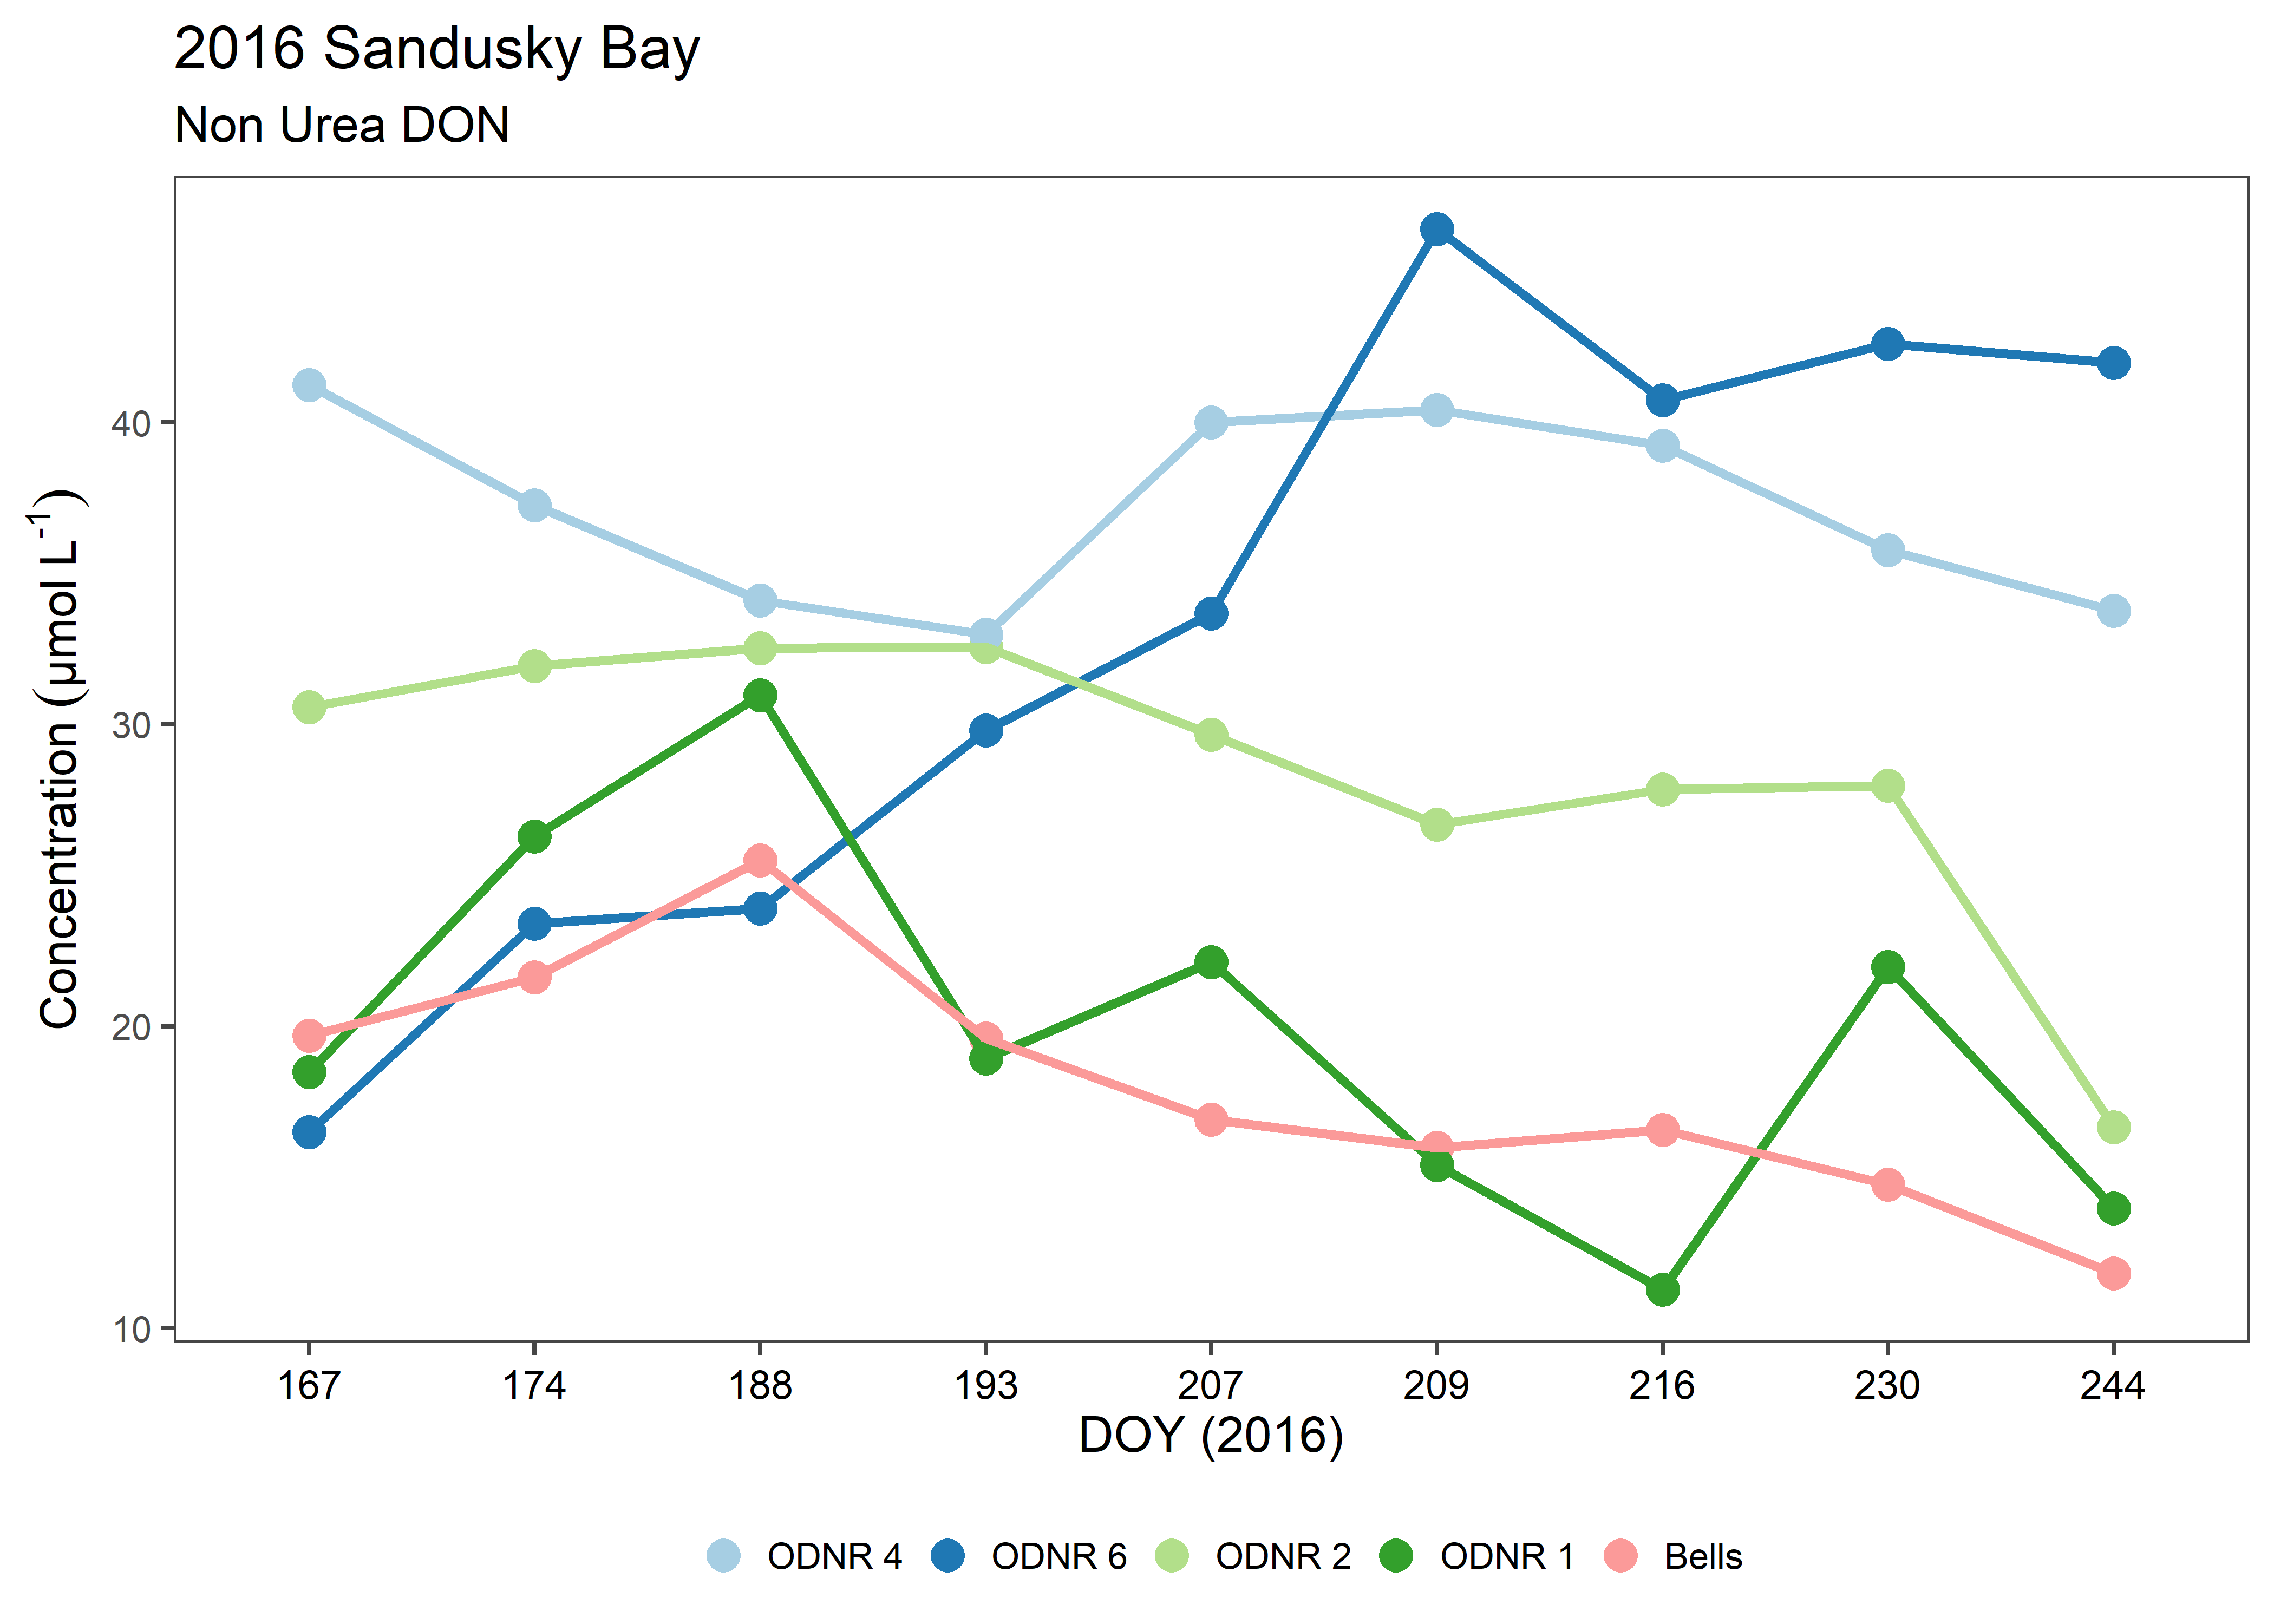 2016 Sandusky Bay
Non Urea DON
Concentration (µmol L⁻¹)
40
30
20
10
167 174 188 193 207 209 216 230 244
DOY (2016)
ODNR 4 ODNR 6 ODNR 2 ODNR 1 Bells